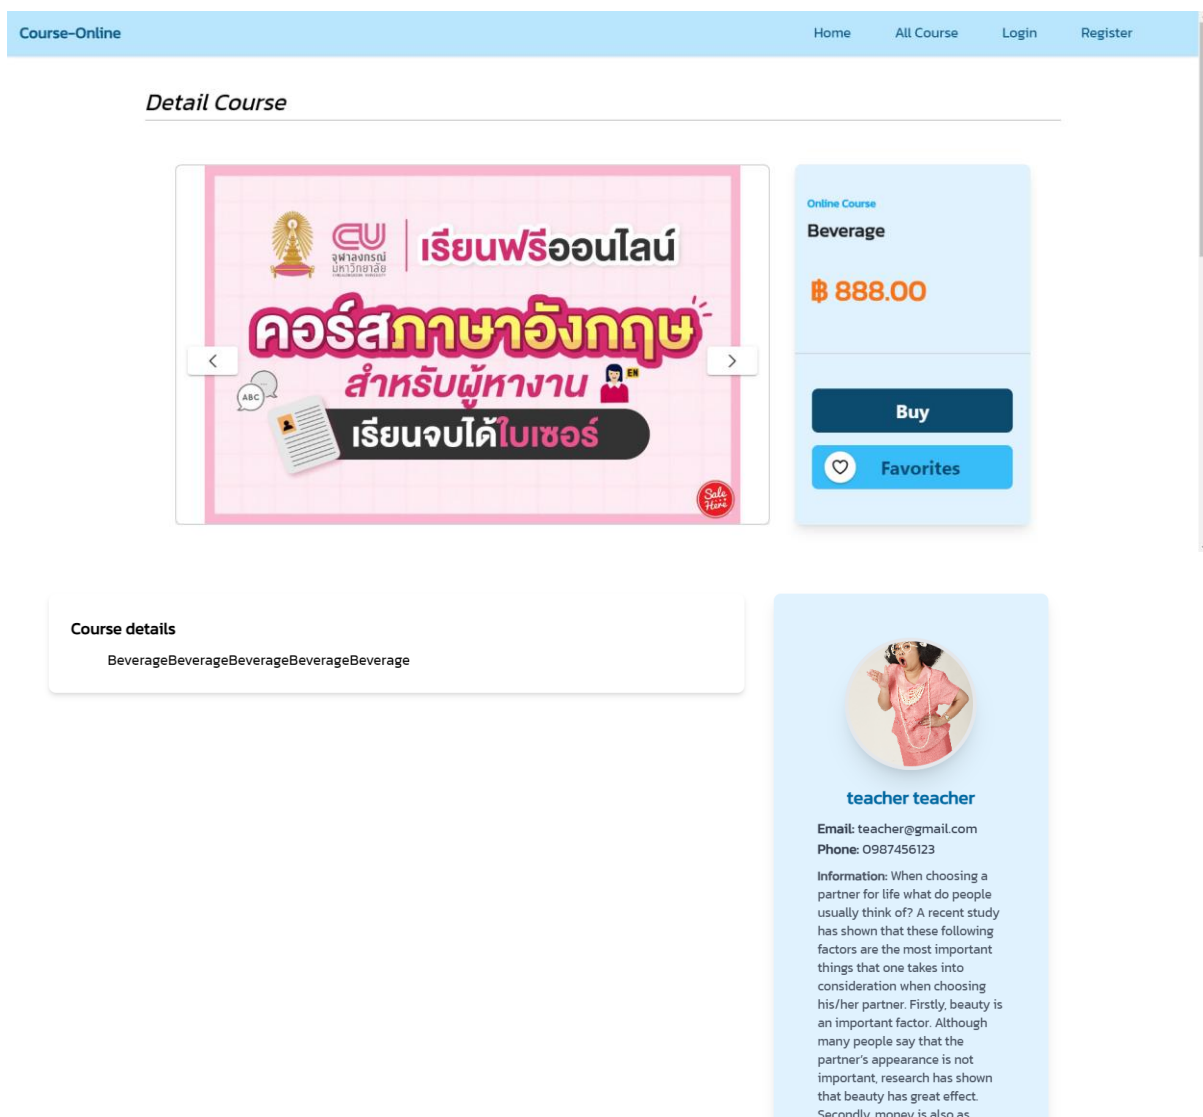 Course-Online
Home
All Course
Login
Register
Detail Course
จุฬาลงกรณ์
มหาวิทยาลัย
เรียนฟรีออนไลน์
คอร์สภาษาอังกฤษ
สำหรับผู้หางาน
EN
ABC
เรียนจบได้ใบเซอร์
Sale
Here
Online Course
Beverage
฿ 888.00
Buy
Favorites
Course details
BeverageBeverageBeverageBeverageBeverage
teacher teacher
Email: teacher@gmail.com
Phone: 0987456123
Information: When choosing a
partner for life what do people
usually think of? A recent study
has shown that these following
factors are the most important
things that one takes into
consideration when choosing
his/her partner. Firstly, beauty is
an important factor. Although
many people say that the
partner's appearance is not
important, research has shown
that beauty has great effect.
Secondly, money is also as